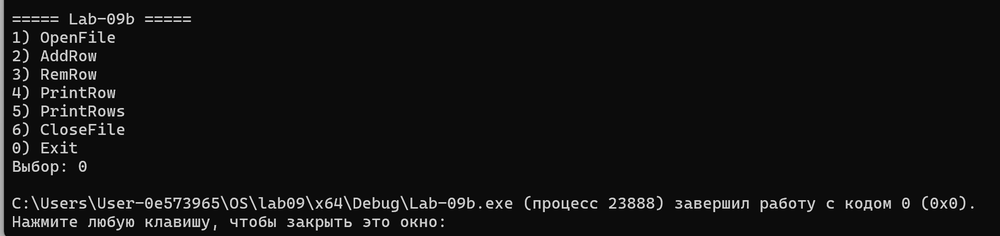 ===== Lab-09b =====
1) OpenFile
2) AddRow
3) RemRow
4) PrintRow
5) PrintRows
6) CloseFile
0) Exit
Выбор: 0
C:\Users\User-0e573965\OS\lab09\x64\Debug\Lab-09b.exe (процесс 23888) завершил работу с кодом 0 (0x0).
Нажмите любую клавишу, чтобы закрыть это окно: